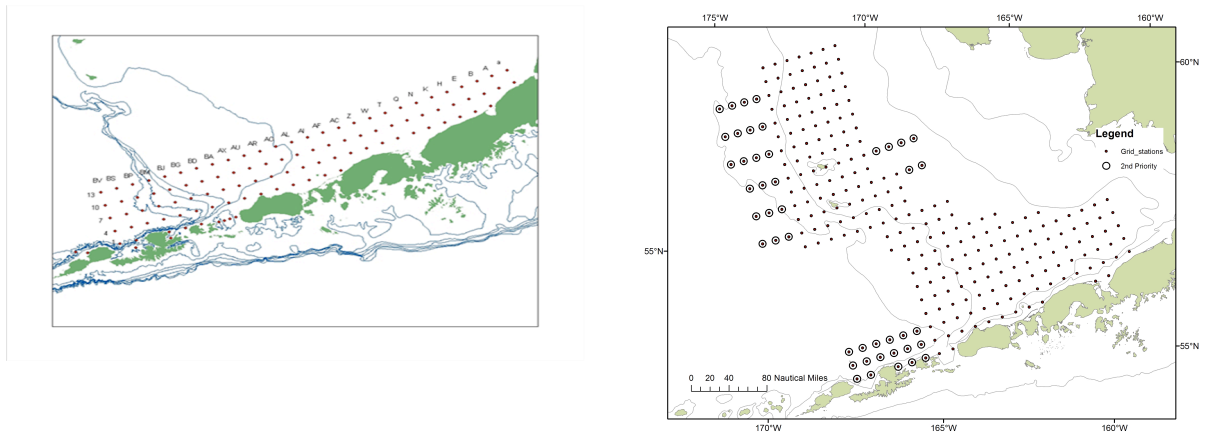 A
B
E
H
K
N
Q
T
W
Z
AC
AF
AI
AL
AO
AR
AU
AX
BA
BD
BG
BJ
BM
BP
BS
BV
13
10
7
4
175°W 170°W 165°W 160°W
60°N
Legend
Grid_stations
2nd Priority
55°N
55°N
0 20 40 80 Nautical Miles
170°W 165°W 160°W